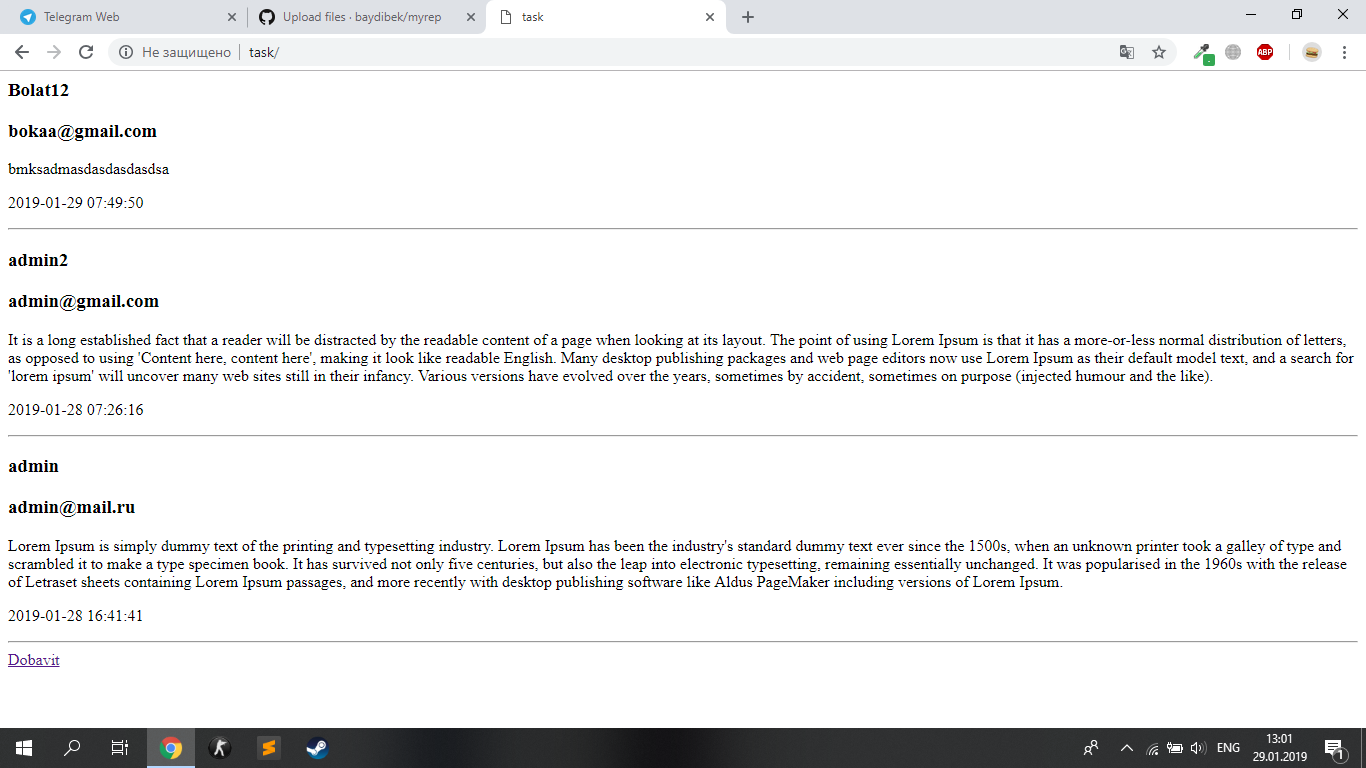 Telegram Web
Upload files · baydibek/myrep
task
Не защищено
task/
ABP
Bolat12
bokaa@gmail.com
bmksadmasdasdasdasdsa
2019-01-29 07:49:50
admin2
admin@gmail.com
It is a long established fact that a reader will be distracted by the readable content of a page when looking at its layout. The point of using Lorem Ipsum is that it has a more-or-less normal distribution of letters,
as opposed to using 'Content here, content here', making it look like readable English. Many desktop publishing packages and web page editors now use Lorem Ipsum as their default model text, and a search for
'lorem ipsum' will uncover many web sites still in their infancy. Various versions have evolved over the years, sometimes by accident, sometimes on purpose (injected humour and the like).
2019-01-28 07:26:16
admin
admin@mail.ru
Lorem Ipsum is simply dummy text of the printing and typesetting industry. Lorem Ipsum has been the industry's standard dummy text ever since the 1500s, when an unknown printer took a galley of type and
scrambled it to make a type specimen book. It has survived not only five centuries, but also the leap into electronic typesetting, remaining essentially unchanged. It was popularised in the 1960s with the release
of Letraset sheets containing Lorem Ipsum passages, and more recently with desktop publishing software like Aldus PageMaker including versions of Lorem Ipsum.
2019-01-28 16:41:41
Dobavit
ENG
13:01
29.01.2019
1